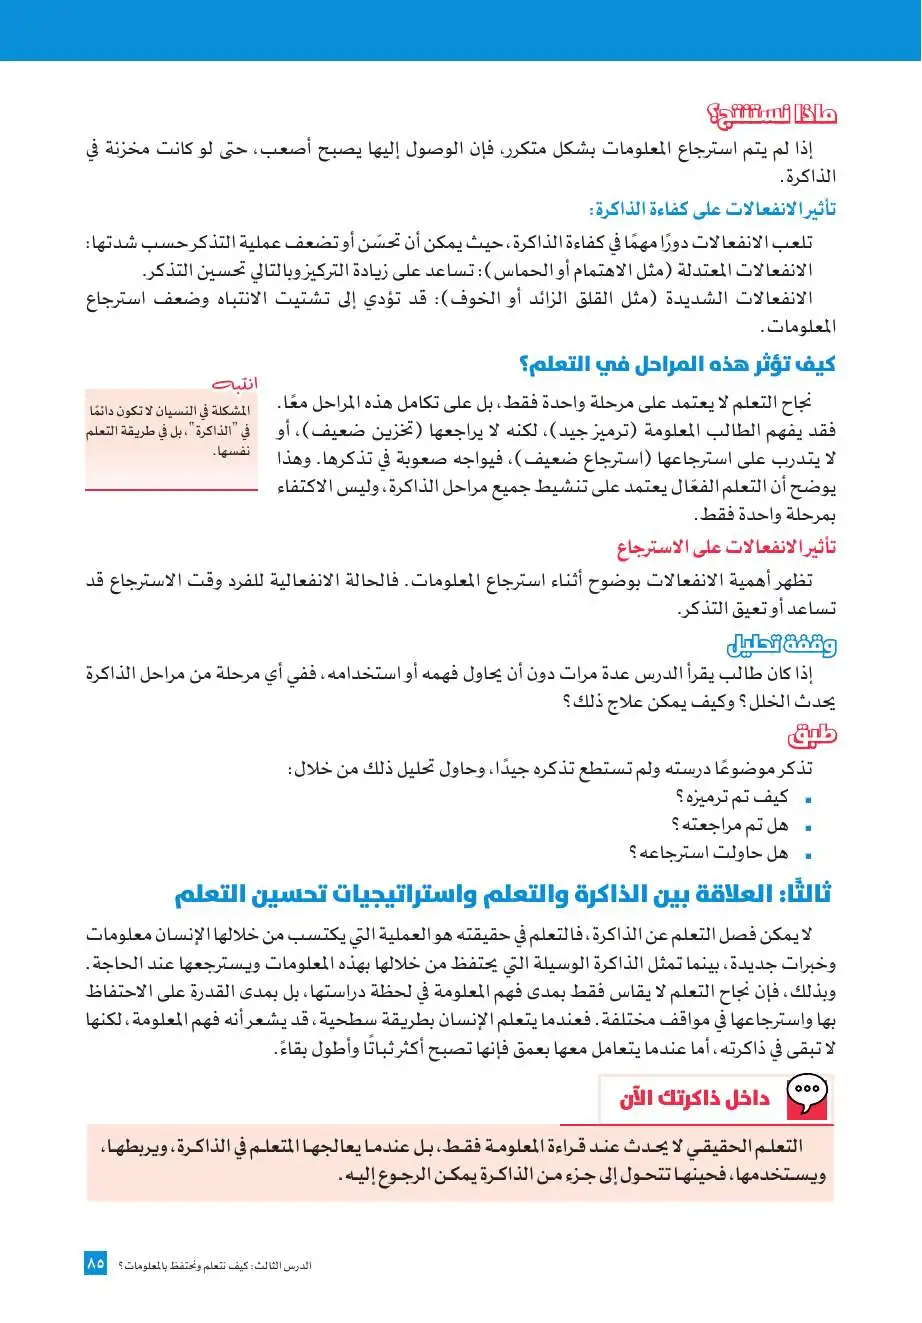 ماذا نستنتج؟
إذا لم يتم استرجاع المعلومات بشكل متكرر، فإن الوصول إليها يصبح أصعب، حتى لو كانت مخزنة في
الذاكرة.
تأثير الانفعالات على كفاءة الذاكرة:
تلعب الانفعالات دورًا مهمًا في كفاءة الذاكرة، حيث يمكن أن تحسّن أو تضعف عملية التذكر حسب شدتها:
الانفعالات المعتدلة (مثل الاهتمام أو الحماس): تساعد على زيادة التركيز وبالتالي تحسين التذكر.
الانفعالات الشديدة (مثل القلق الزائد أو الخوف): قد تؤدي إلى تشتيت الانتباه وضعف استرجاع
المعلومات.
كيف تؤثر هذه المراحل في التعلم؟
نجاح التعلم لا يعتمد على مرحلة واحدة فقط، بل على تكامل هذه المراحل معًا.
فقد يفهم الطالب المعلومة (ترميز جيد)، لكنه لا يراجعها (تخزين ضعيف)، أو
لا يتدرب على استرجاعها (استرجاع ضعيف)، فيواجه صعوبة في تذكرها. وهذا
يوضح أن التعلم الفعّال يعتمد على تنشيط جميع مراحل الذاكرة، وليس الاكتفاء
بمرحلة واحدة فقط.
انتبه
المشكلة في النسيان لا تكون دائمًا
في "الذاكرة"، بل في طريقة التعلم
نفسها.
تأثير الانفعالات على الاسترجاع
تظهر أهمية الانفعالات بوضوح أثناء استرجاع المعلومات. فالحالة الانفعالية للفرد وقت الاسترجاع قد
تساعد أو تعيق التذكر.
وقفة تحليل
إذا كان طالب يقرأ الدرس عدة مرات دون أن يحاول فهمه أو استخدامه، ففي أي مرحلة من مراحل الذاكرة
يحدث الخلل؟ وكيف يمكن علاج ذلك؟
طبق
تذكر موضوعًا درسته ولم تستطع تذكره جيدًا، وحاول تحليل ذلك من خلال:
▪ كيف تم ترميزه؟
▪ هل تم مراجعته؟
▪ هل حاولت استرجاعه؟
ثالثًا: العلاقة بين الذاكرة والتعلم واستراتيجيات تحسين التعلم
لا يمكن فصل التعلم عن الذاكرة، فالتعلم في حقيقته هو العملية التي يكتسب من خلالها الإنسان معلومات
وخبرات جديدة، بينما تمثل الذاكرة الوسيلة التي يحتفظ من خلالها بهذه المعلومات ويسترجعها عند الحاجة.
وبذلك، فإن نجاح التعلم لا يقاس فقط بمدى فهم المعلومة في لحظة دراستها، بل بمدى القدرة على الاحتفاظ
بها واسترجاعها في مواقف مختلفة. فعندما يتعلم الإنسان بطريقة سطحية، قد يشعر أنه فهم المعلومة، لكنها
لا تبقى في ذاكرته، أما عندما يتعامل معها بعمق فإنها تصبح أكثر ثباتًا وأطول بقاءً.
داخل ذاكرتك الآن
التعلم الحقيقي لا يحدث عند قراءة المعلومة فقط، بل عندما يعالجها المتعلم في الذاكرة، ويربطها،
ويستخدمها، فحينها تتحول إلى جزء من الذاكرة يمكن الرجوع إليه.
الدرس الثالث: كيف نتعلم ونحتفظ بالمعلومات؟ ٨٥